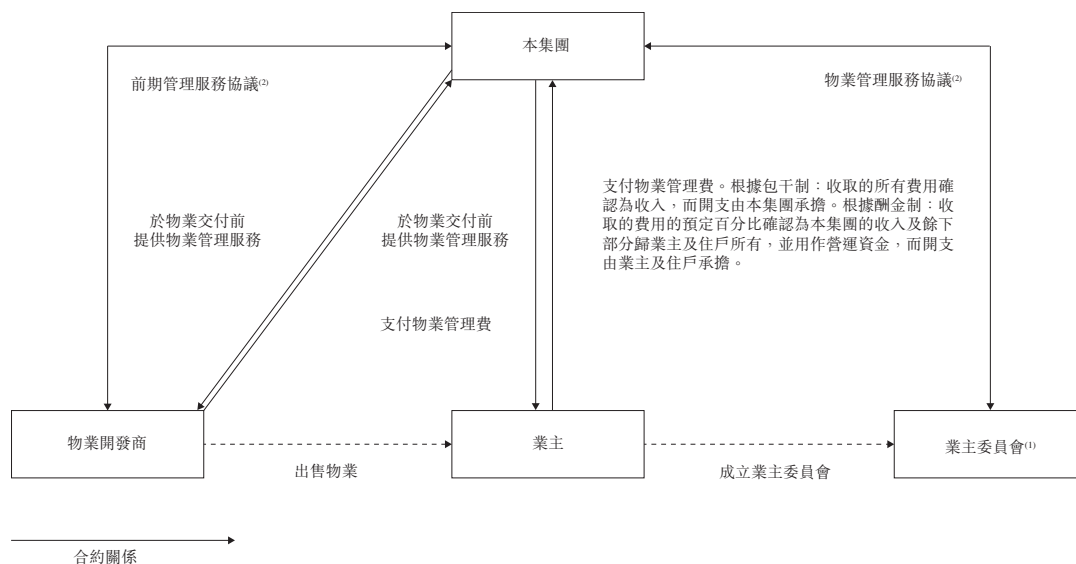 本集團
前期管理服務協議(2)
物業管理服務協議(2)
支付物業管理費。根據包干制：收取的所有費用確
認為收入，而開支由本集團承擔。根據酬金制：收
取的費用的預定百分比確認為本集團的收入及餘下
部分歸業主及住戶所有，並用作營運資金，而開支
由業主及住戶承擔。
於物業交付前
提供物業管理服務
於物業交付前
提供物業管理服務
支付物業管理費
物業開發商
業主
業主委員會(1)
出售物業
成立業主委員會
合約關係